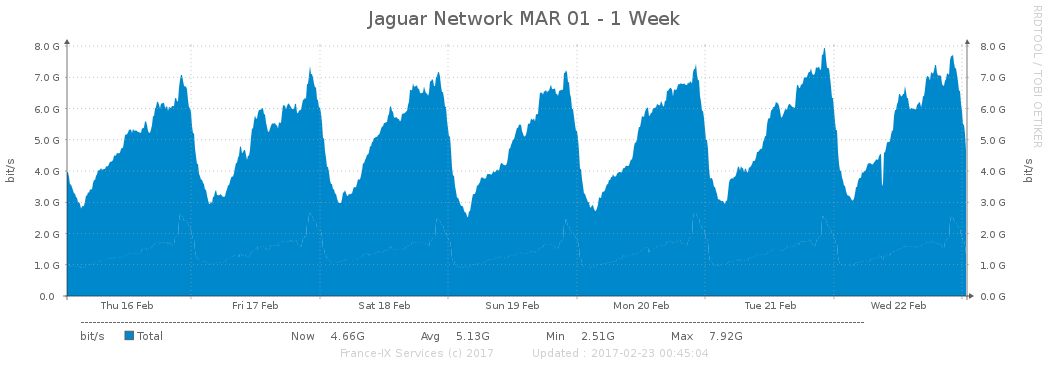 Jaguar Network MAR 01 - 1 Week
RRDTOOL / TOBI OETIKER
bit/s
bit/s
8.0 G 8.0 G
7.0 G 7.0 G
6.0 G 6.0 G
5.0 G 5.0 G
4.0 G 4.0 G
3.0 G 3.0 G
2.0 G 2.0 G
1.0 G 1.0 G
0.0 0.0 G
Thu 16 Feb Fri 17 Feb Sat 18 Feb Sun 19 Feb Mon 20 Feb Tue 21 Feb Wed 22 Feb
bit/s Total Now 4.66G Avg 5.13G Min 2.51G Max 7.92G
France-IX Services (c) 2017 Updated : 2017-02-23 00:45:04